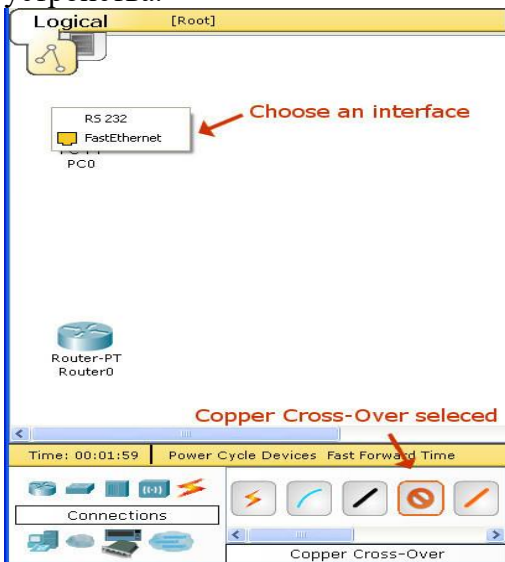 Logical [Root]
Choose an interface
RS 232
FastEthernet
PC0
Router-PT
Router0
Copper Cross-Over seleced
Time: 00:01:59 Power Cycle Devices Fast Forward Time
Connections
Copper Cross-Over